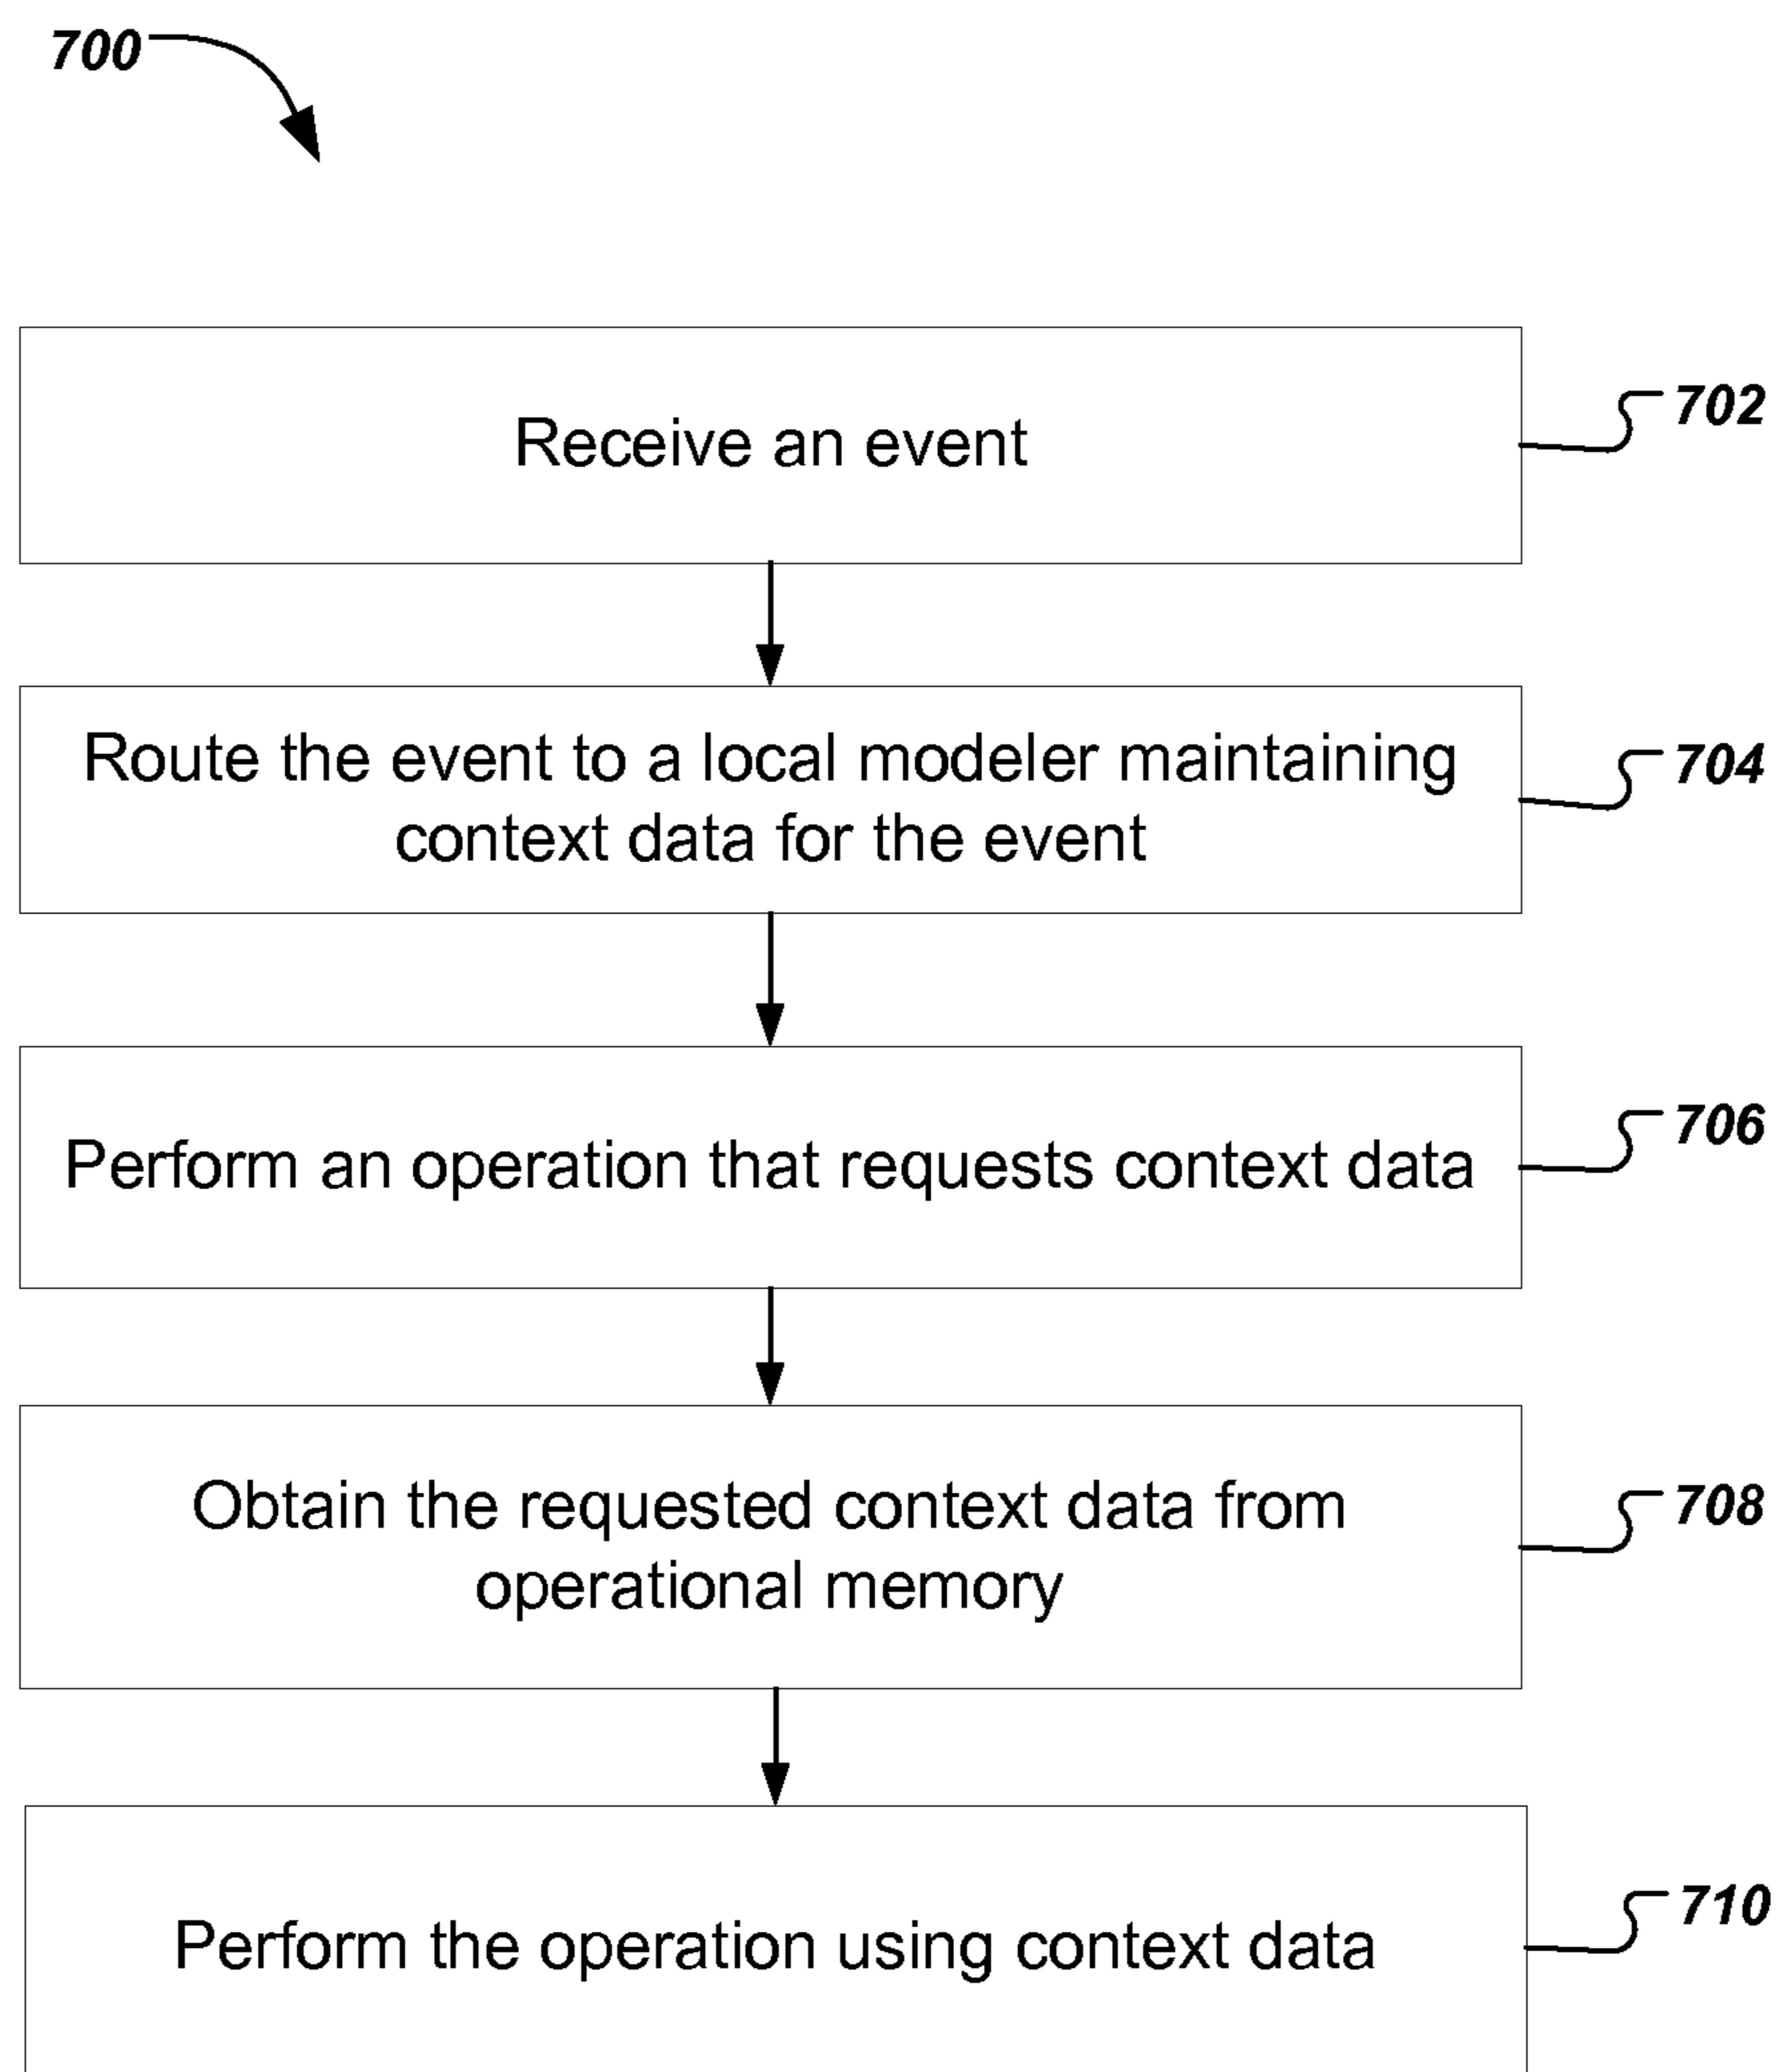 700
Receive an event
702
Route the event to a local modeler maintaining
context data for the event
704
Perform an operation that requests context data
706
Obtain the requested context data from
operational memory
708
Perform the operation using context data
710